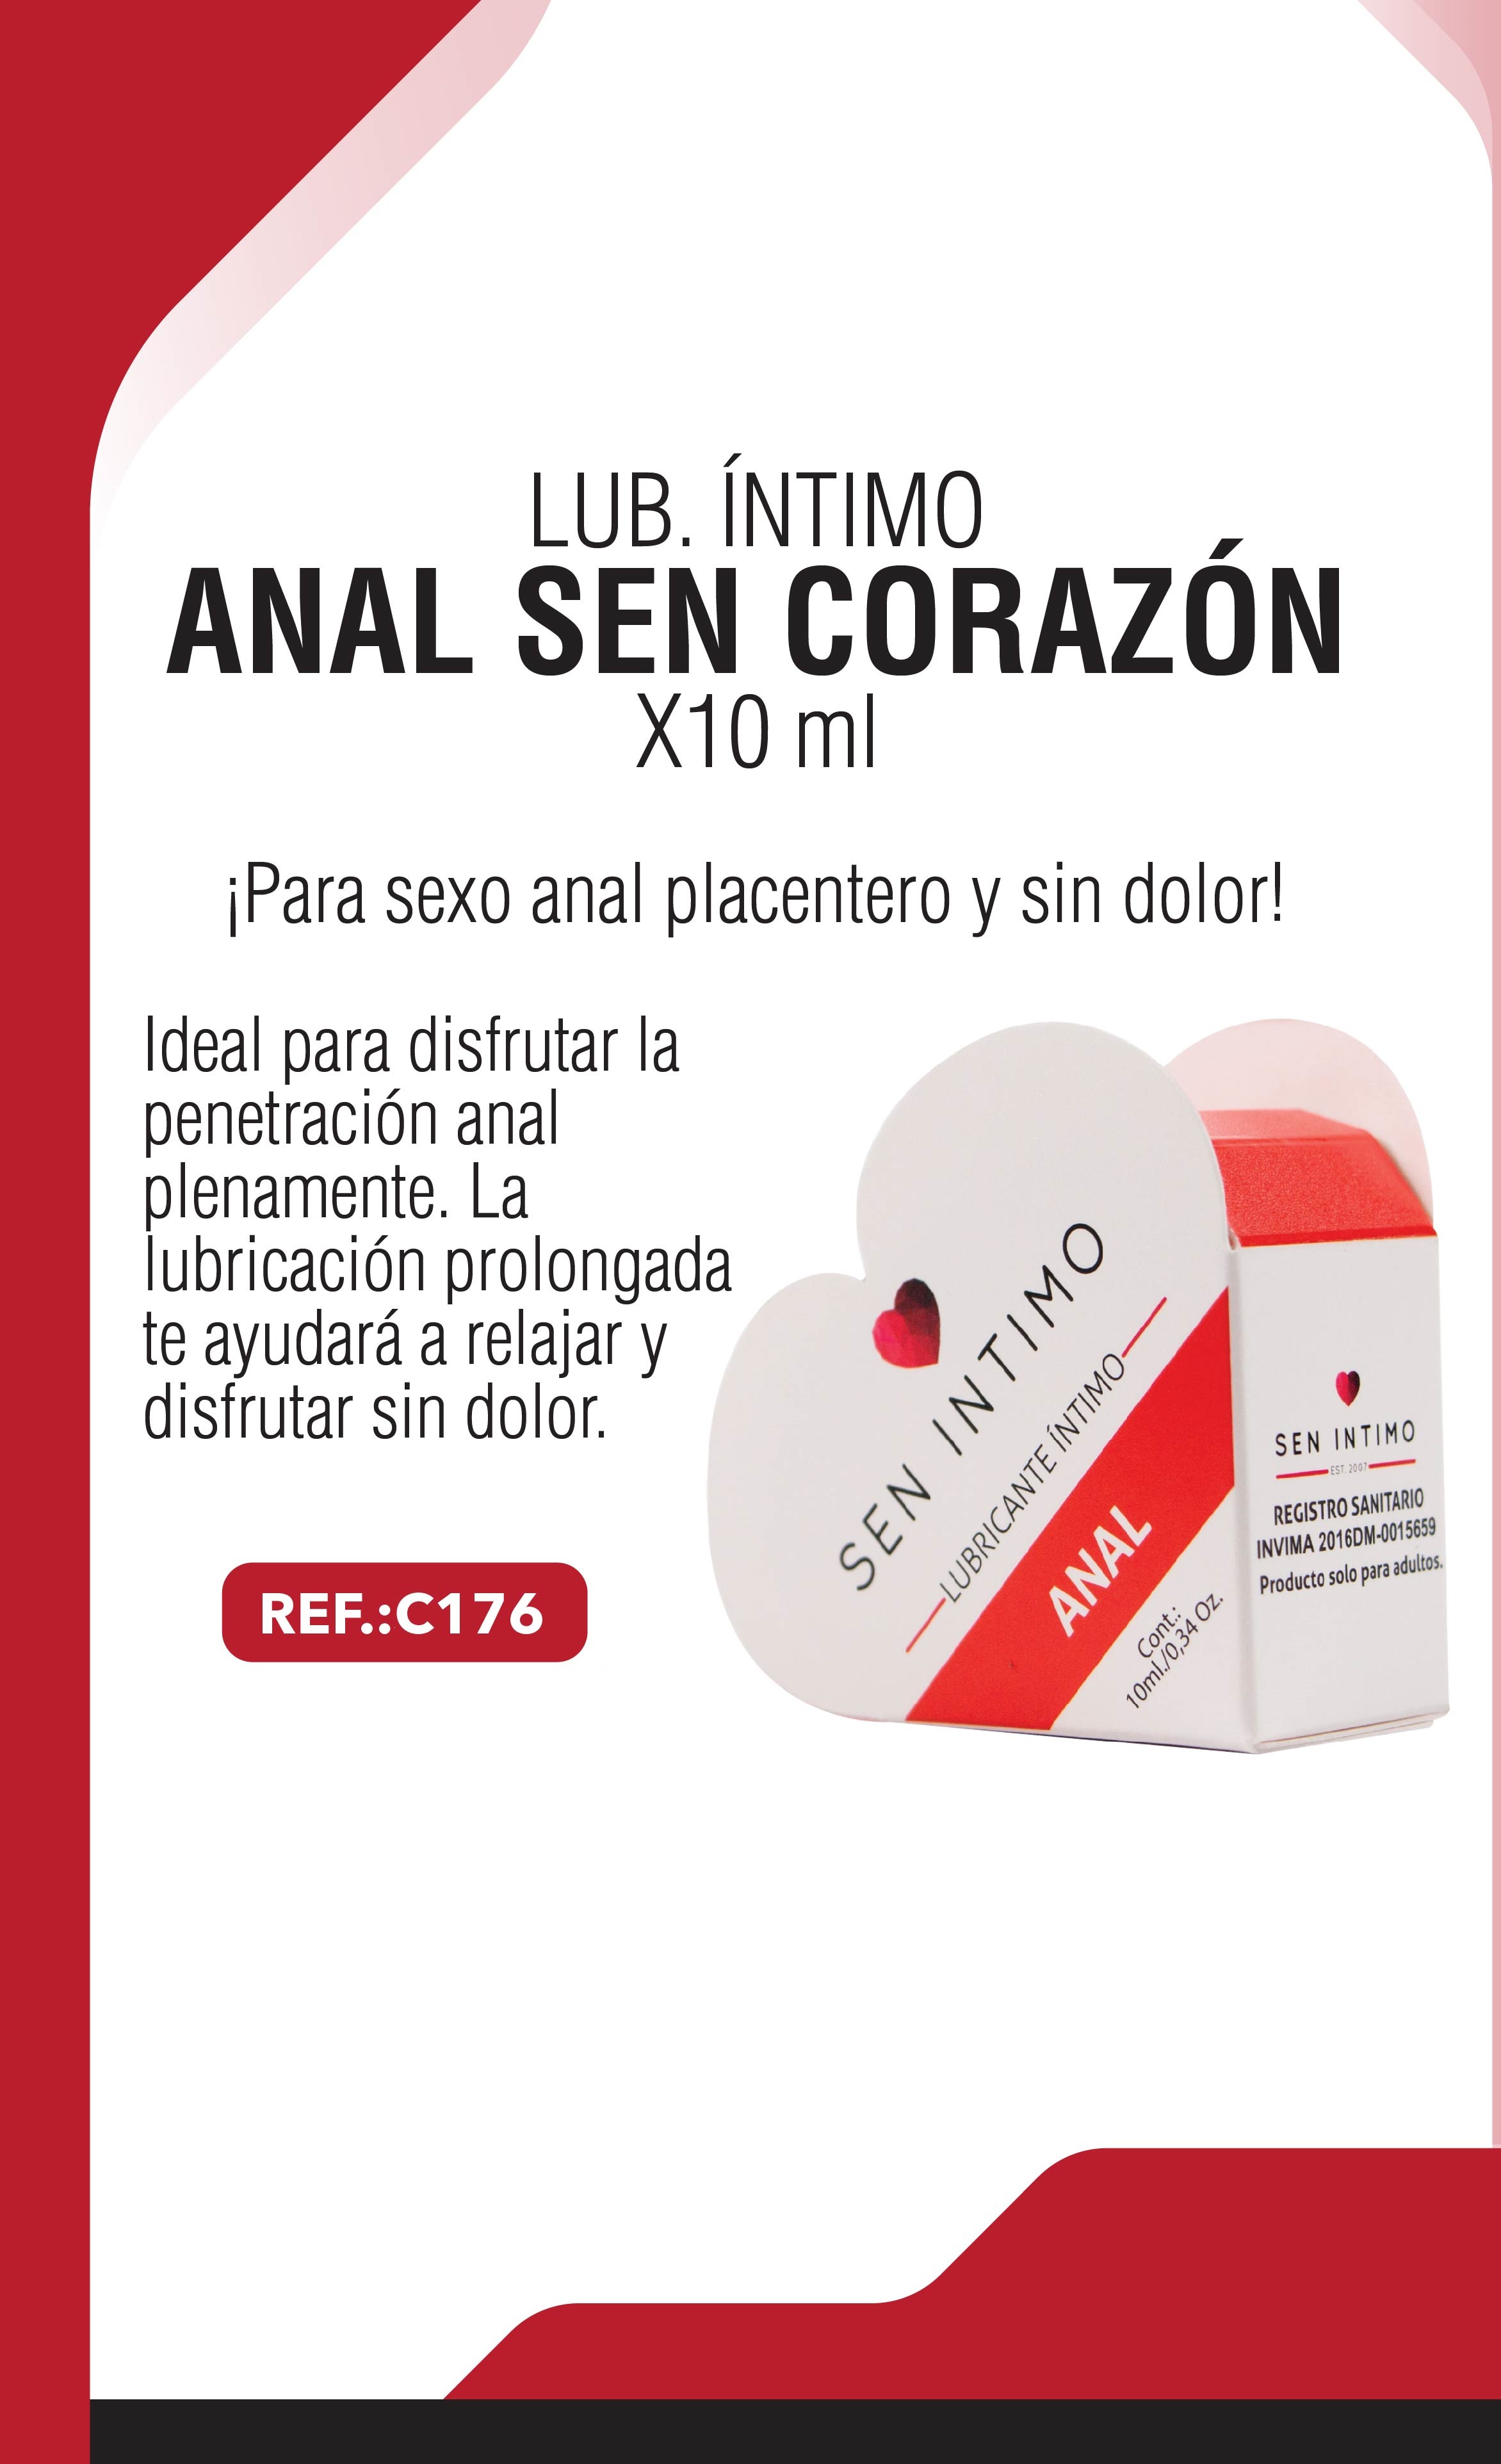 LUB. ÍNTIMO
ANAL SEN CORAZÓN
X10 ml
¡Para sexo anal placentero y sin dolor!
Ideal para disfrutar la
penetración anal
plenamente. La
lubricación prolongada
te ayudará a relajar y
disfrutar sin dolor.
REF.:C176
SEN INTIMO
LUBRICANTE ÍNTIMO
ANAL
Cont.:
10ml./0,34 Oz.
SEN INTIMO
EST. 2007
REGISTRO SANITARIO
INVIMA 2016DM-0015659
Producto solo para adultos.